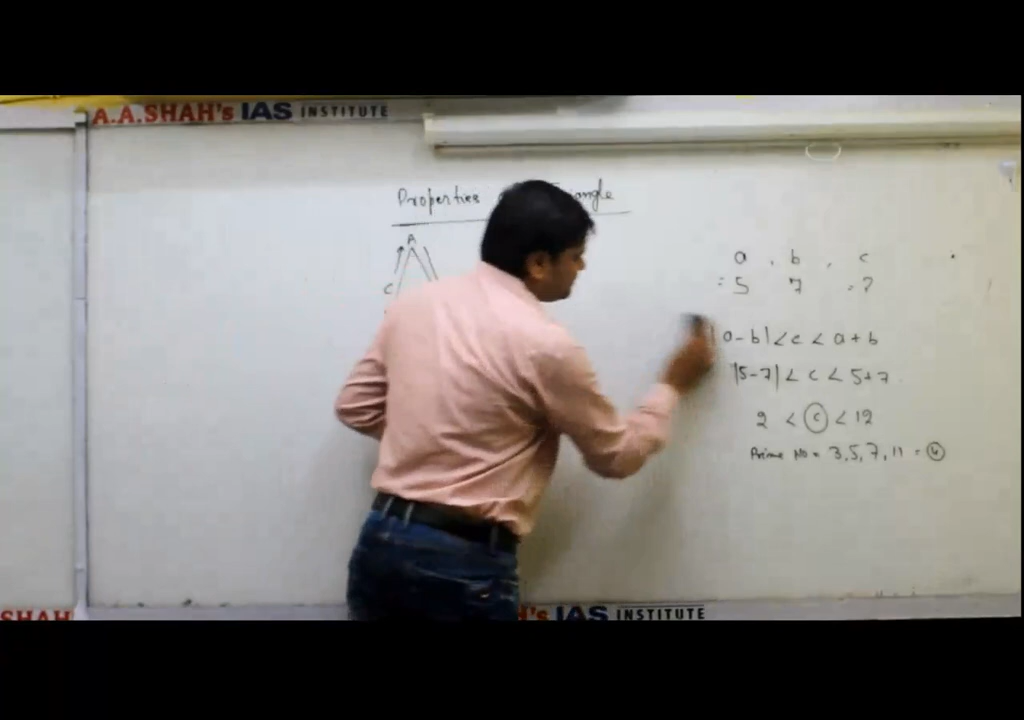 A.A.SHAH's IAS INSTITUTE
Properties
A
C
a , b , c
= 5 7 = ?
a - b| < c < a + b
|5-7| < c < 5+7
2 < c < 12
Prime No = 3, 5, 7, 11 = 4
SHAH
's IAS INSTITUTE